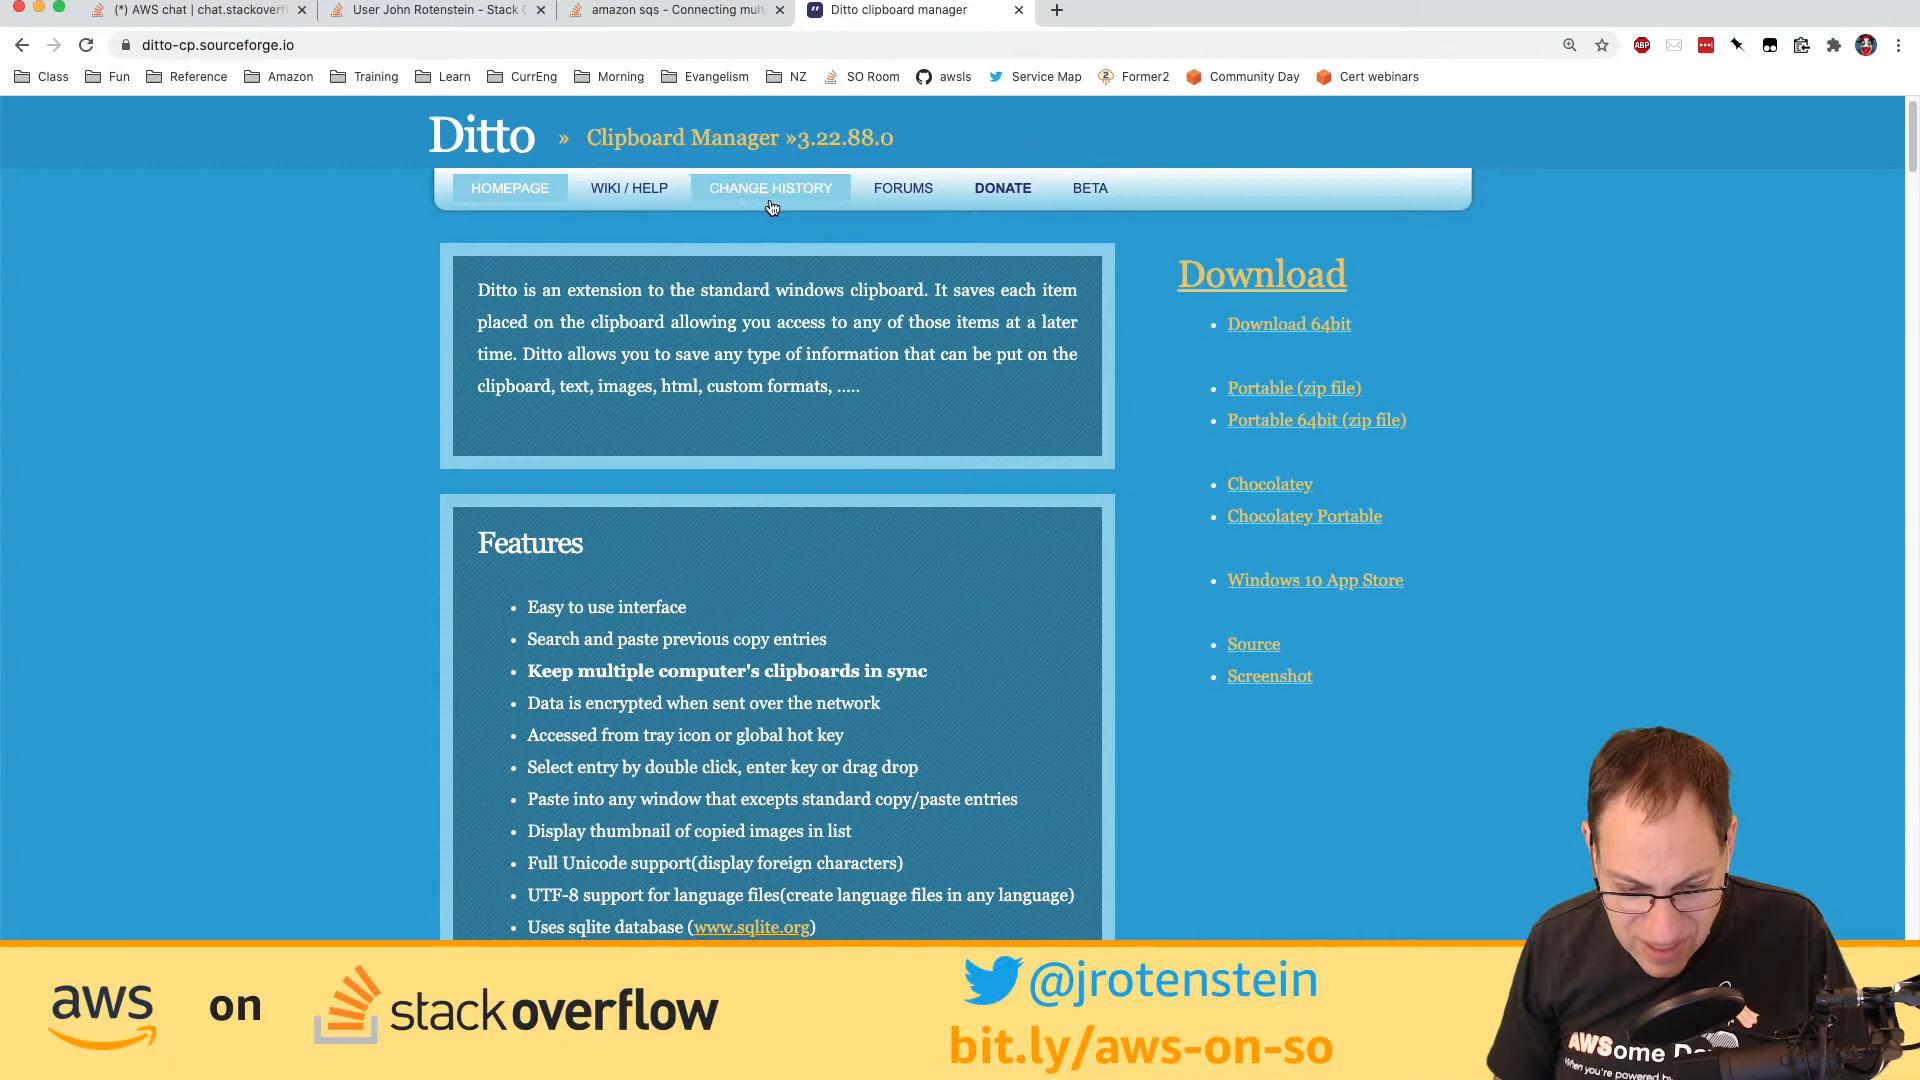 (*) AWS chat | chat.stackoverf
User John Rotenstein - Stack O
amazon sqs - Connecting mult
Ditto clipboard manager
ditto-cp.sourceforge.io
ABP
Class
Fun
Reference
Amazon
Training
Learn
CurrEng
Morning
Evangelism
NZ
SO Room
awsls
Service Map
Former2
Community Day
Cert webinars
Ditto » Clipboard Manager »3.22.88.0
HOMEPAGE
WIKI / HELP
CHANGE HISTORY
FORUMS
DONATE
BETA
Ditto is an extension to the standard windows clipboard. It saves each item
placed on the clipboard allowing you access to any of those items at a later
time. Ditto allows you to save any type of information that can be put on the
clipboard, text, images, html, custom formats, .....
Features
• Easy to use interface
• Search and paste previous copy entries
• Keep multiple computer's clipboards in sync
• Data is encrypted when sent over the network
• Accessed from tray icon or global hot key
• Select entry by double click, enter key or drag drop
• Paste into any window that excepts standard copy/paste entries
• Display thumbnail of copied images in list
• Full Unicode support(display foreign characters)
• UTF-8 support for language files(create language files in any language)
• Uses sqlite database (www.sqlite.org)
Download
• Download 64bit
• Portable (zip file)
• Portable 64bit (zip file)
• Chocolatey
• Chocolatey Portable
• Windows 10 App Store
• Source
• Screenshot
aws on stackoverflow
@jrotenstein
bit.ly/aws-on-so
AWSome Da
When you're powered by